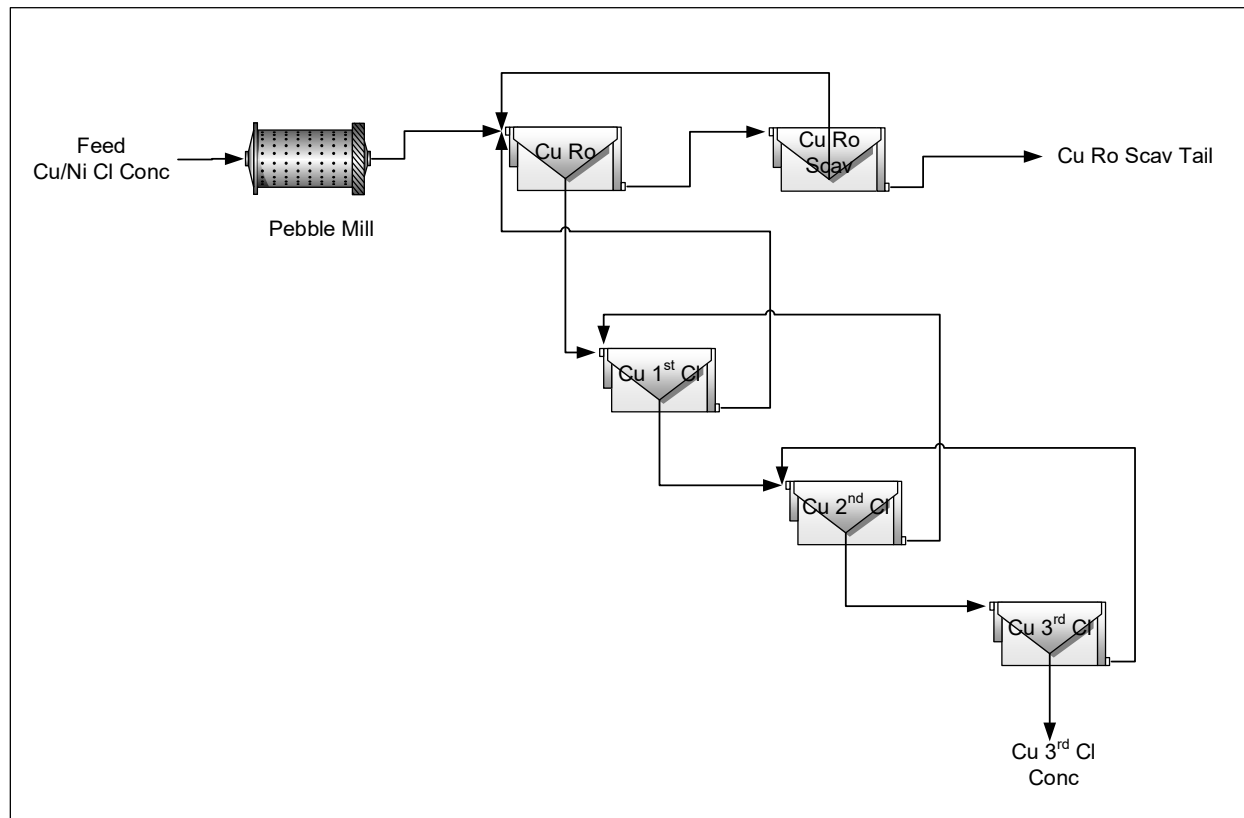 Feed
Cu/Ni Cl Conc
Pebble Mill
Cu Ro
Cu Ro
Scav
Cu Ro Scav Tail
Cu 1st Cl
Cu 2nd Cl
Cu 3rd Cl
Cu 3rd Cl
Conc